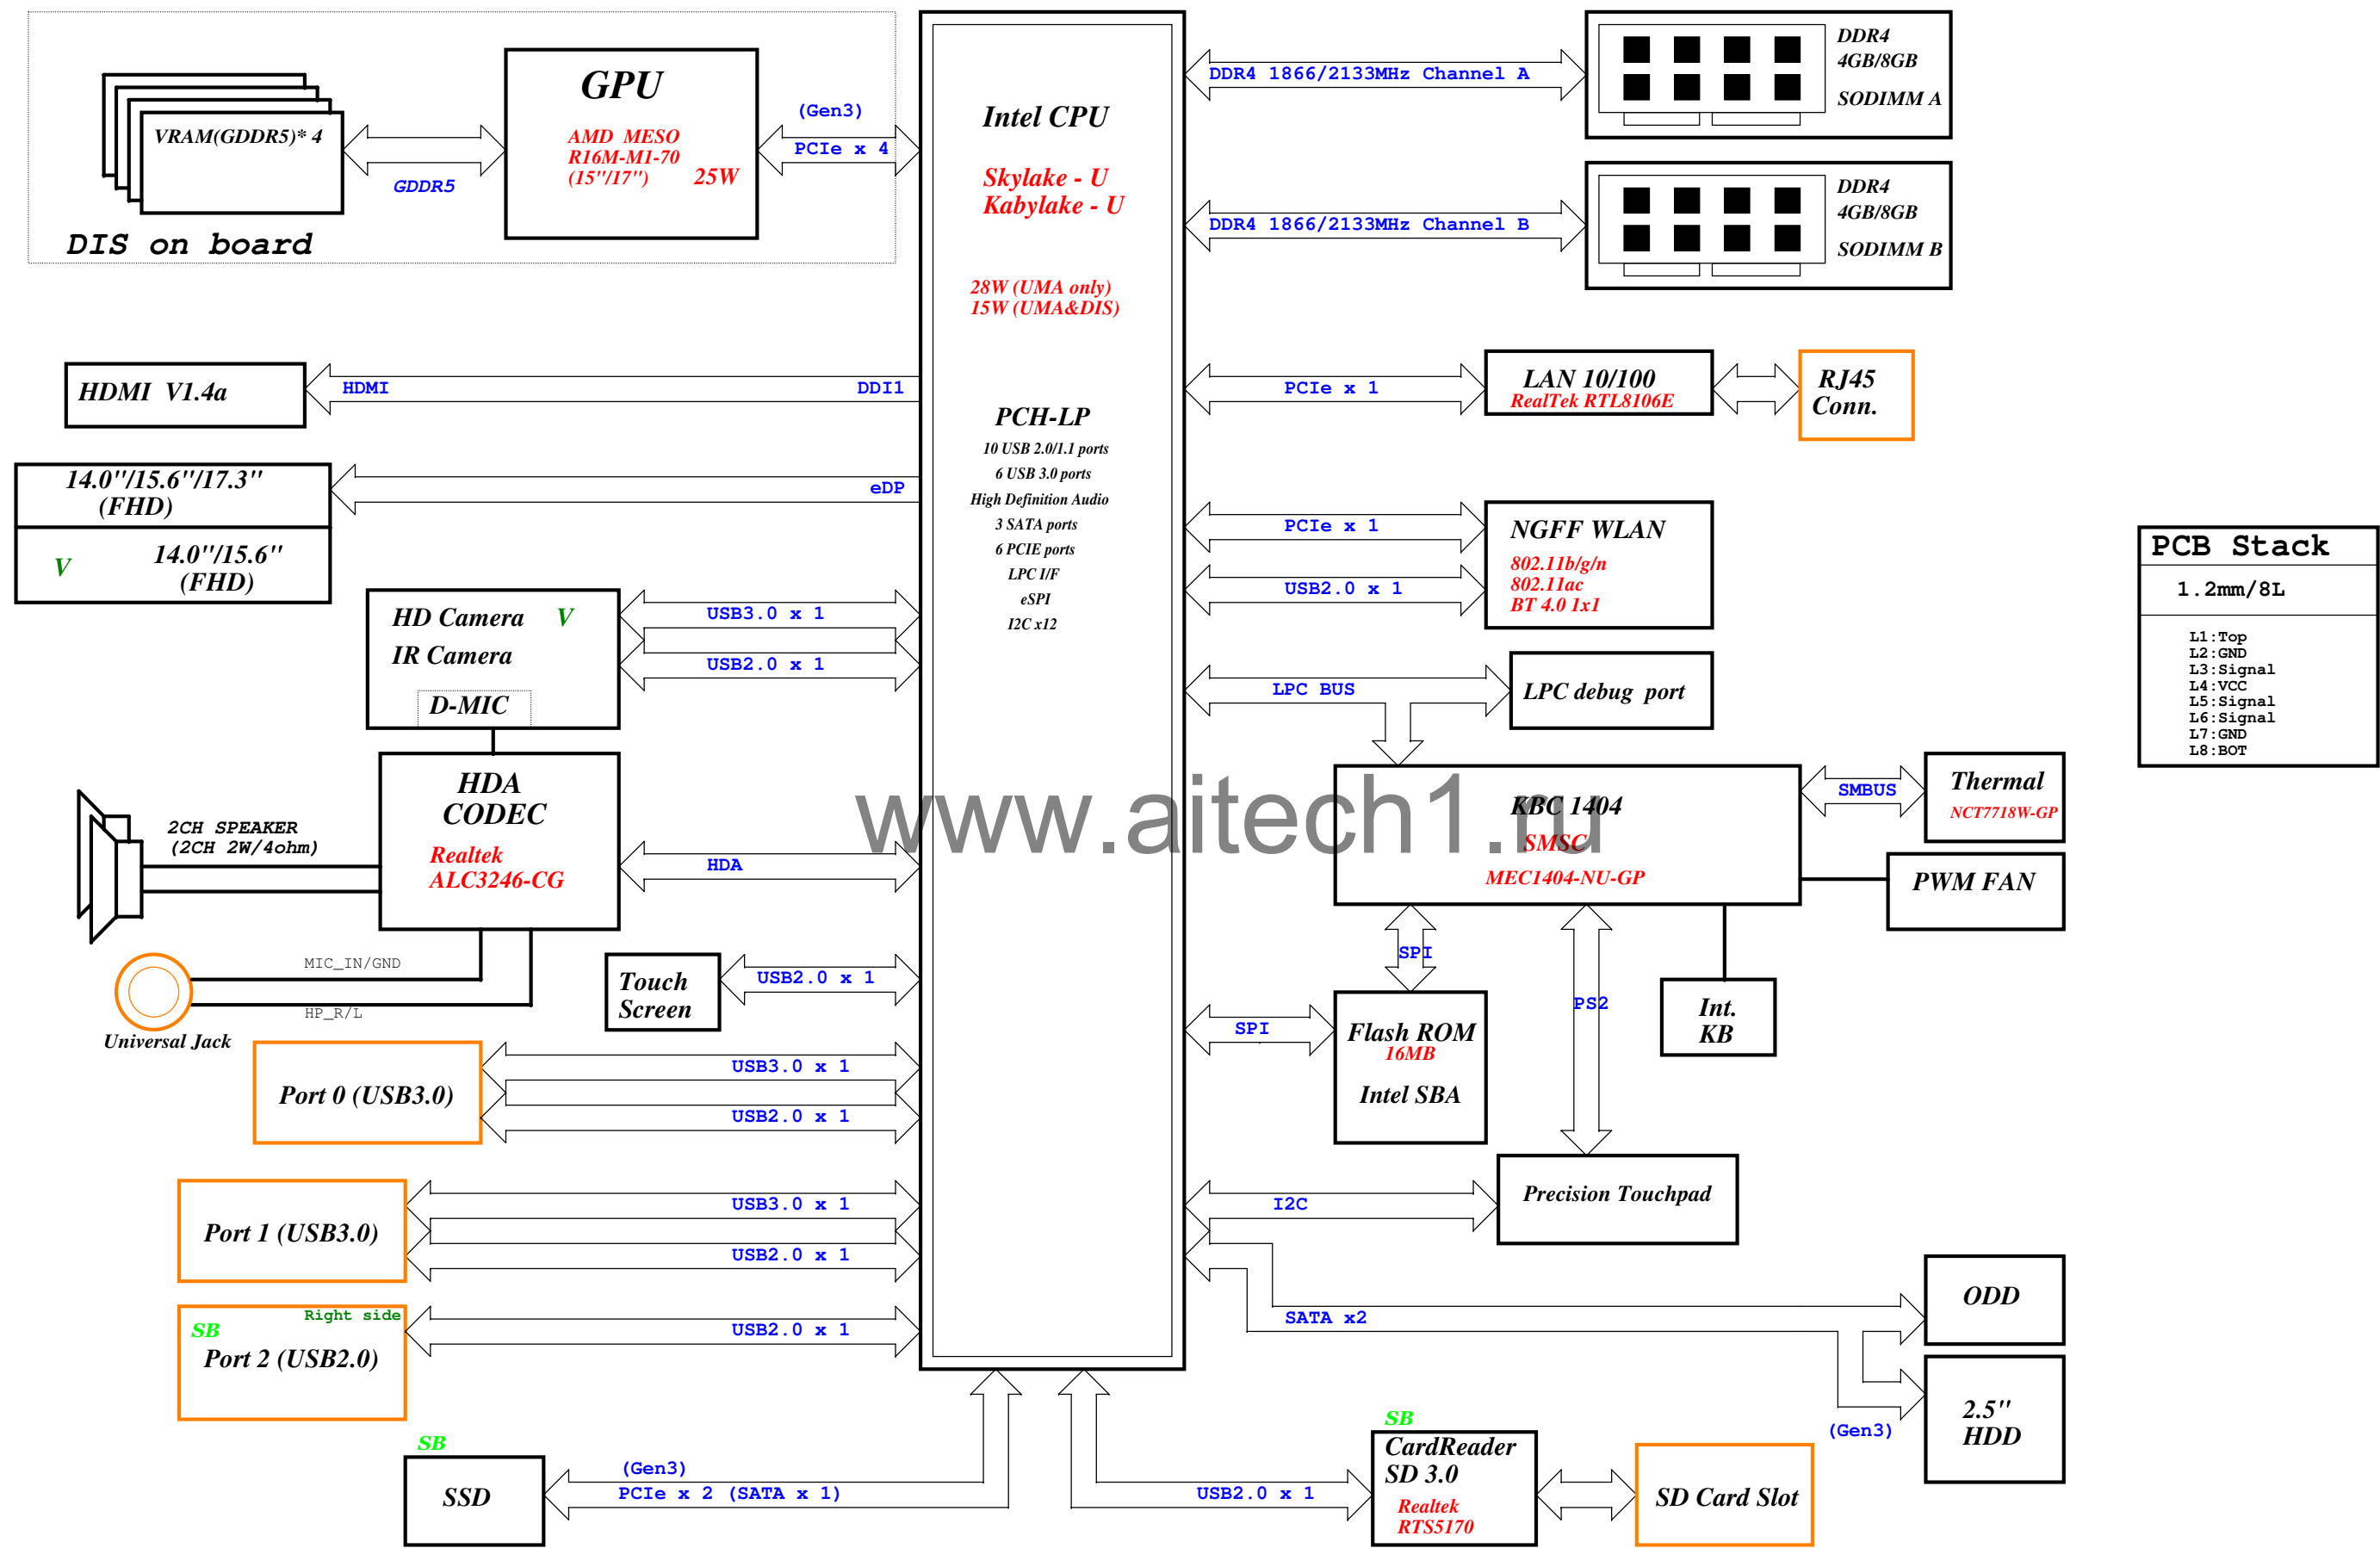 VRAM(GDDR5)* 4
GDDR5
DIS on board
GPU
AMD MESO
R16M-M1-70
(15"/17") 25W
(Gen3)
PCIe x 4
Intel CPU
Skylake - U
Kabylake - U
28W (UMA only)
15W (UMA&DIS)
PCH-LP
10 USB 2.0/1.1 ports
6 USB 3.0 ports
High Definition Audio
3 SATA ports
6 PCIE ports
LPC I/F
eSPI
I2C x12
DDR4 1866/2133MHz Channel A
DDR4
4GB/8GB
SODIMM A
DDR4 1866/2133MHz Channel B
DDR4
4GB/8GB
SODIMM B
HDMI V1.4a
HDMI
DDI1
14.0"/15.6"/17.3"
(FHD)
V 14.0"/15.6"
(FHD)
eDP
HD Camera V
IR Camera
D-MIC
USB3.0 x 1
USB2.0 x 1
HDA
CODEC
Realtek
ALC3246-CG
HDA
2CH SPEAKER
(2CH 2W/4ohm)
MIC_IN/GND
HP_R/L
Universal Jack
Touch
Screen
USB2.0 x 1
Port 0 (USB3.0)
USB3.0 x 1
USB2.0 x 1
Port 1 (USB3.0)
USB3.0 x 1
USB2.0 x 1
Right side
SB
Port 2 (USB2.0)
USB2.0 x 1
SB
SSD
(Gen3)
PCIe x 2 (SATA x 1)
PCIe x 1
LAN 10/100
RealTek RTL8106E
RJ45
Conn.
PCIe x 1
USB2.0 x 1
NGFF WLAN
802.11b/g/n
802.11ac
BT 4.0 1x1
LPC BUS
LPC debug port
KBC 1404
SMSC
MEC1404-NU-GP
SMBUS
Thermal
NCT7718W-GP
PWM FAN
SPI
PS2
Int.
KB
SPI
Flash ROM
16MB
Intel SBA
I2C
Precision Touchpad
SATA x2
ODD
(Gen3)
2.5"
HDD
USB2.0 x 1
SB
CardReader
SD 3.0
Realtek
RTS5170
SD Card Slot
PCB Stack
1.2mm/8L
L1:Top
L2:GND
L3:Signal
L4:VCC
L5:Signal
L6:Signal
L7:GND
L8:BOT
www.aitech1.ru